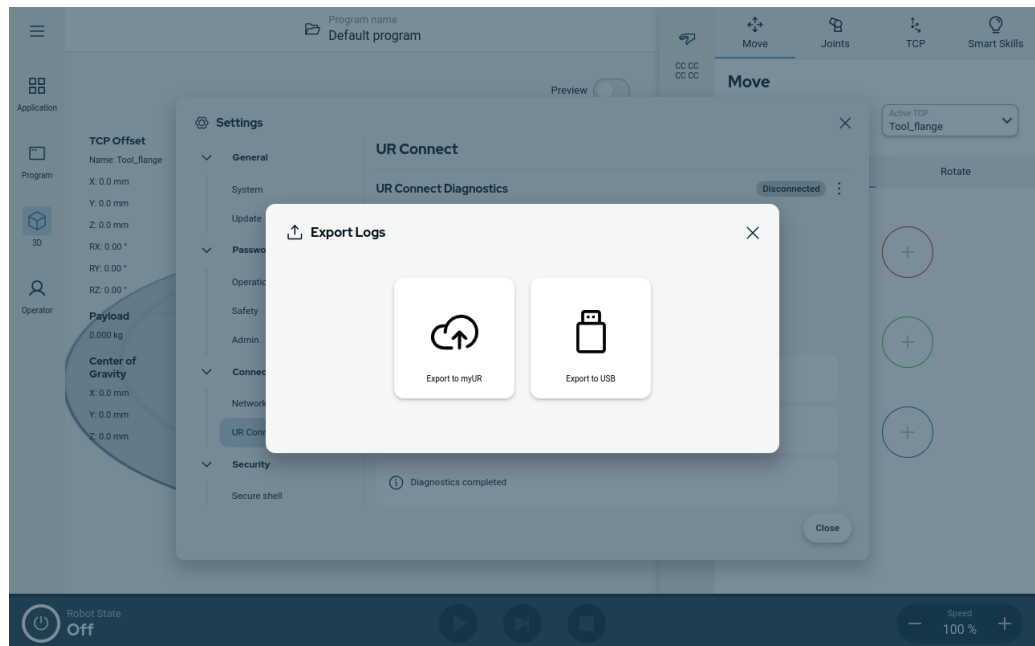 Program name
Default program
Move
Joints
TCP
Smart Skills
CC CC
CC CC
Application
Program
3D
Operator
Preview
Move
Active TCP
Tool_flange
Rotate
TCP Offset
Name: Tool_flange
X: 0.0 mm
Y: 0.0 mm
Z: 0.0 mm
RX: 0.00 °
RY: 0.00 °
RZ: 0.00 °
Payload
0.000 kg
Center of
Gravity
X: 0.0 mm
Y: 0.0 mm
Z: 0.0 mm
Settings
General
System
Update
Passwo
Operatio
Safety
Admin
Connec
Network
UR Conn
Security
Secure shell
UR Connect
UR Connect Diagnostics
Disconnected
Export Logs
Export to myUR
Export to USB
Diagnostics completed
Close
Robot State
Off
Speed
100 %